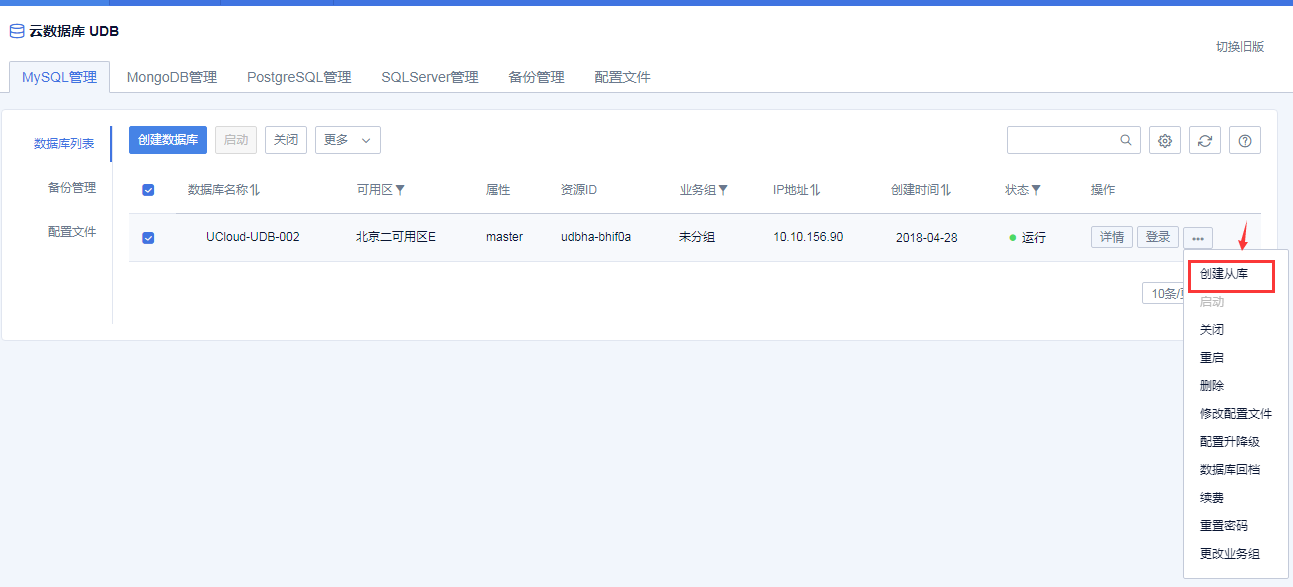 云数据库 UDB
切换旧版
MySQL管理 MongoDB管理 PostgreSQL管理 SQLServer管理 备份管理 配置文件
数据库列表 创建数据库 启动 关闭 更多
备份管理 数据库名称 可用区 属性 资源ID 业务组 IP地址 创建时间 状态 操作
配置文件 UCloud-UDB-002 北京二可用区E master udbha-bhif0a 未分组 10.10.156.90 2018-04-28 运行 详情 登录 ...
10条/
创建从库
启动
关闭
重启
删除
修改配置文件
配置升降级
数据库回档
续费
重置密码
更改业务组